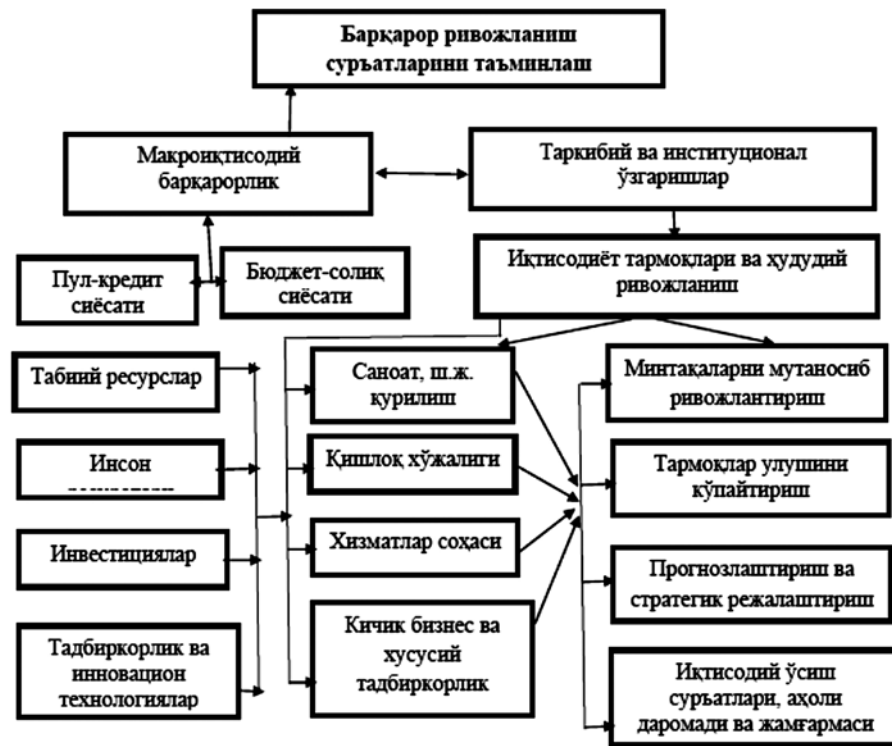 Барқарор ривожланиш
суръатларини таъминлаш
Макроиқтисодий
барқарорлик
Таркибий ва институционал
ўзгаришлар
Пул-кредит
сиёсати
Бюджет-солиқ
сиёсати
Иқтисодиёт тармоқлари ва ҳудудий
ривожланиш
Табиий ресурслар
Инсон
Инвестициялар
Тадбиркорлик ва
инновацион
технологиялар
Саноат, ш.ж.
қурилиш
Қишлоқ хўжалиги
Хизматлар соҳаси
Кичик бизнес ва
хусусий
тадбиркорлик
Минтақаларни мутаносиб
ривожлантириш
Тармоқлар улушини
кўпайтириш
Прогнозлаштириш ва
стратегик режалаштириш
Иқтисодий ўсиш
суръатлари, аҳоли
даромади ва жамғармаси